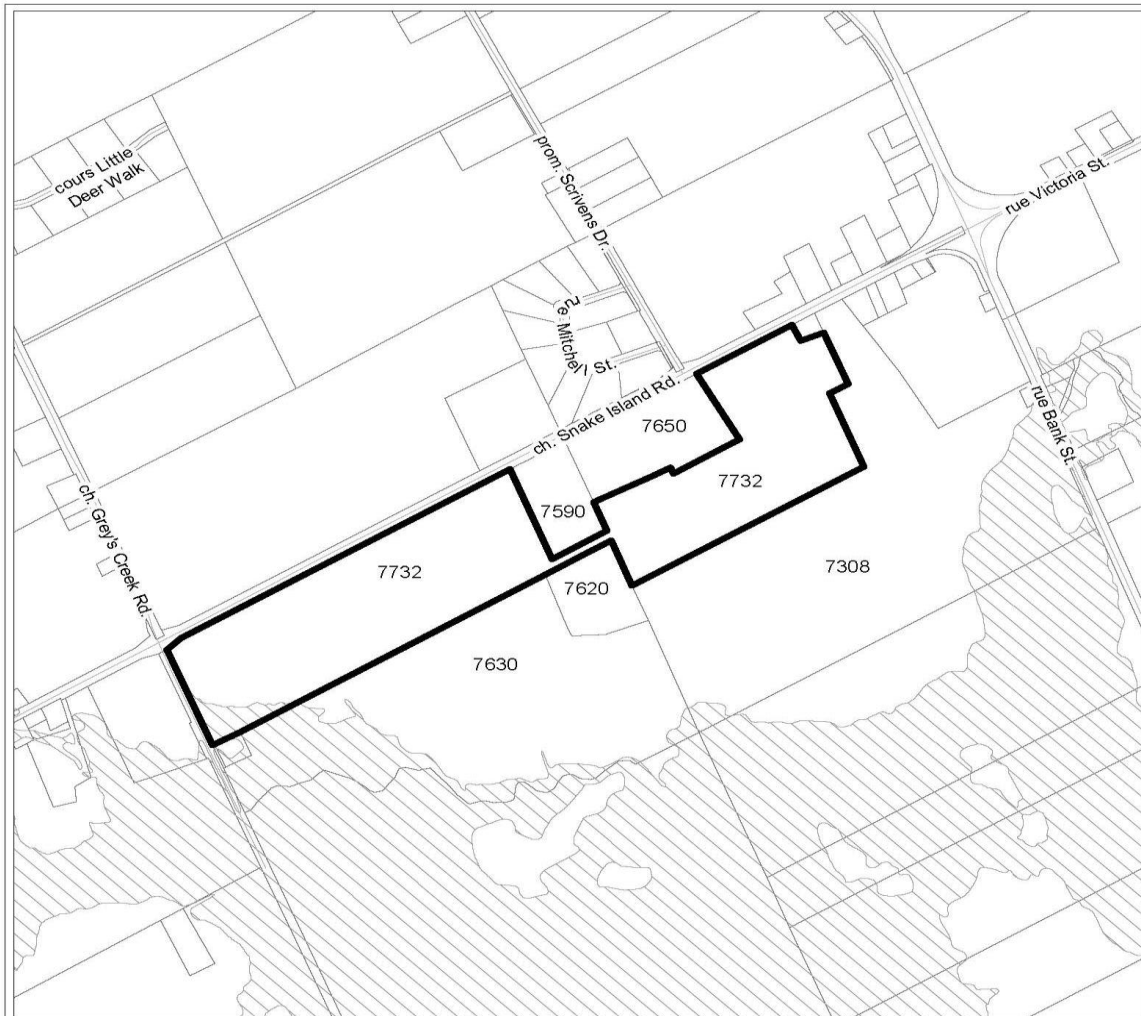 cours Little
Deer Walk
prom. Scrivens Dr.
rue Victoria St.
rue Mitchell St.
ch. Snake Island Rd.
rue Bank St.
ch. Grey's Creek Rd.
7650
7732
7590
7732
7620
7308
7630